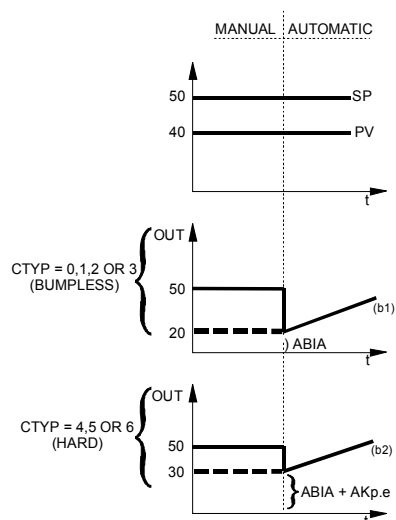 MANUAL AUTOMATIC
50 SP
40 PV
t
OUT
CTYP = 0,1,2 OR 3
(BUMPLESS)
50
(b1)
20
) ABIA
t
OUT
CTYP = 4,5 OR 6
(HARD)
50
(b2)
30
ABIA + AKp.e
t